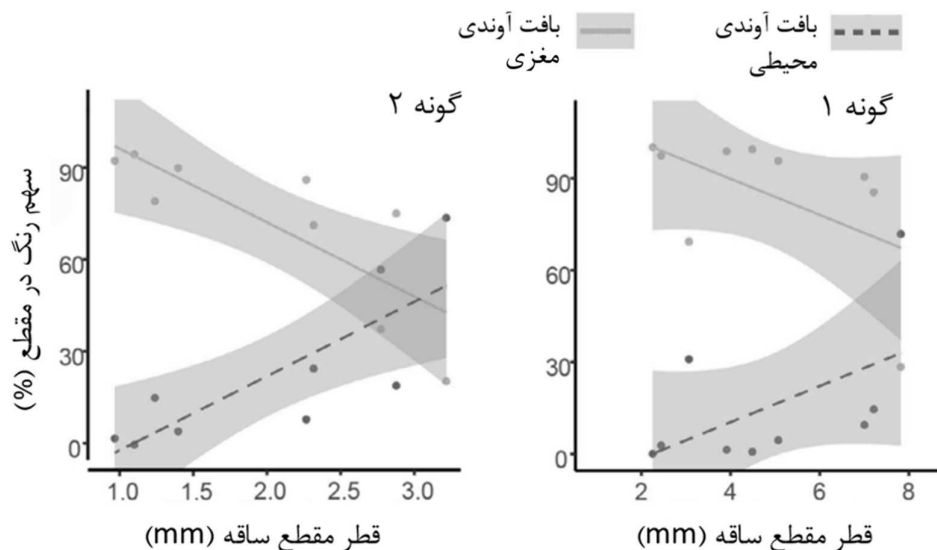 بافت آوندی
محیطی
بافت آوندی
مغزی
گونه ۱
گونه ۲
سهم رنگ در مقطع (%)
90
60
30
0
1.0 1.5 2.0 2.5 3.0
قطر مقطع ساقه (mm)
90
60
30
0
2 4 6 8
قطر مقطع ساقه (mm)